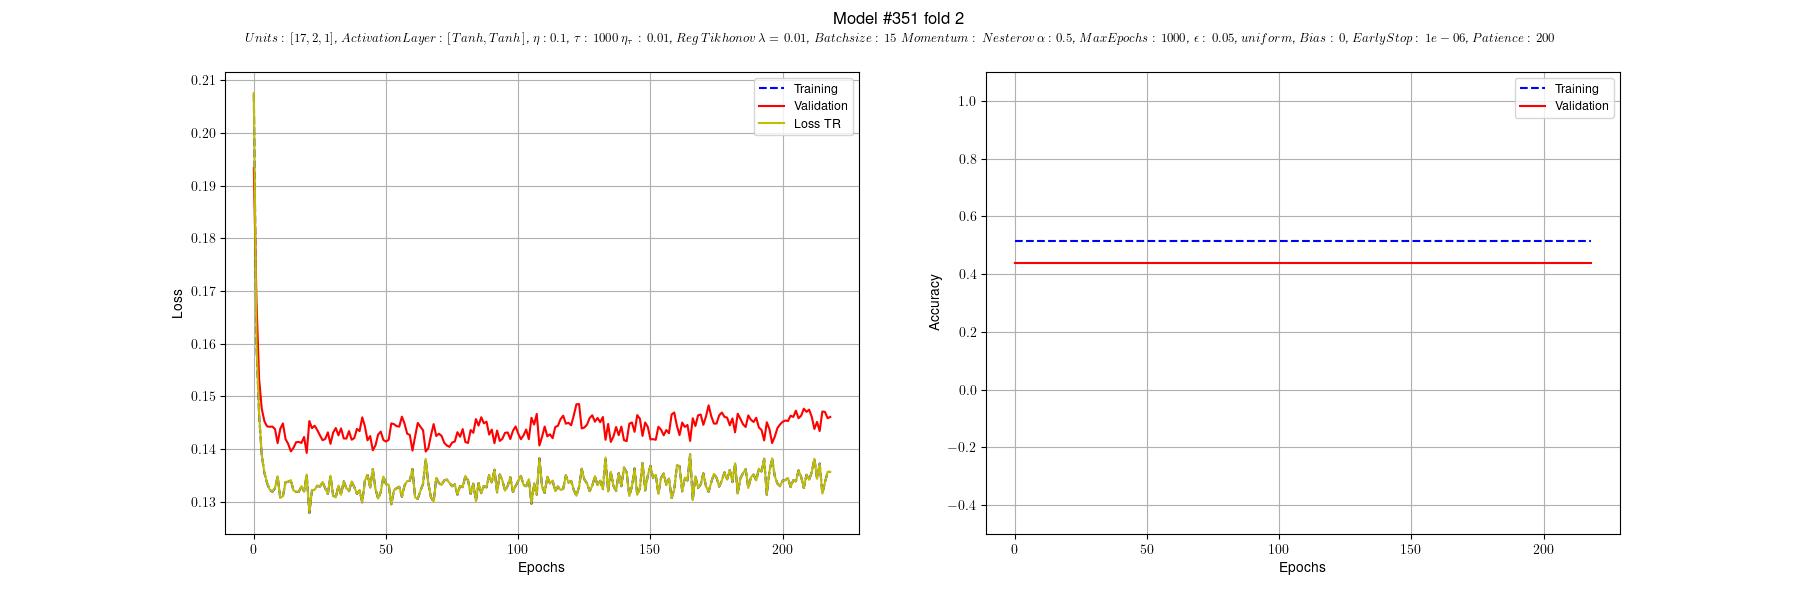 Model #351 fold 2
Units : [17, 2, 1], ActivationLayer : [Tanh, Tanh], η : 0.1, τ : 1000 ητ : 0.01, Reg Tikhonov λ = 0.01, Batchsize : 15 Momentum : Nesterov α : 0.5, MaxEpochs : 1000, ϵ : 0.05, uniform, Bias : 0, EarlyStop : 1e − 06, Patience : 200
0.21
0.20
0.19
0.18
0.17
0.16
0.15
0.14
0.13
Loss
Training
Validation
Loss TR
0
50
100
150
200
Epochs
1.0
0.8
0.6
0.4
0.2
0.0
−0.2
−0.4
Accuracy
Training
Validation
0
50
100
150
200
Epochs